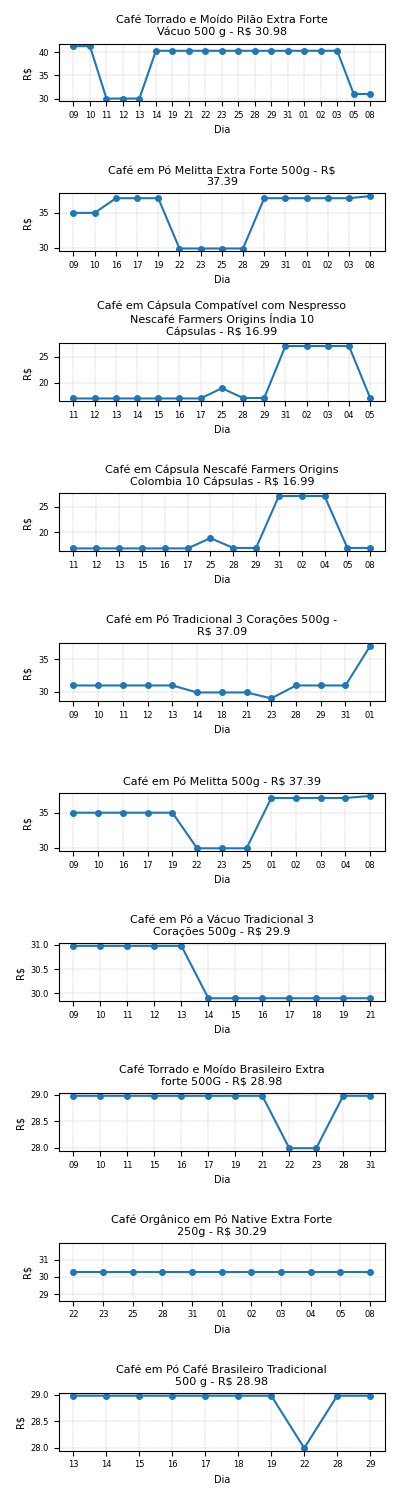 Café Torrado e Moído Pilão Extra Forte
Vácuo 500 g - R$ 30.98
R$
40
35
30
09 10 11 12 13 14 19 21 22 23 25 28 29 31 01 02 03 05 08
Dia
Café em Pó Melitta Extra Forte 500g - R$
37.39
R$
35
30
09 10 16 17 19 22 23 25 28 29 31 01 02 03 08
Dia
Café em Cápsula Compatível com Nespresso
Nescafé Farmers Origins Índia 10
Cápsulas - R$ 16.99
R$
25
20
11 12 13 14 15 16 17 25 28 29 31 02 03 04 05
Dia
Café em Cápsula Nescafé Farmers Origins
Colombia 10 Cápsulas - R$ 16.99
R$
25
20
11 12 13 15 16 17 25 28 29 31 02 04 05 08
Dia
Café em Pó Tradicional 3 Corações 500g -
R$ 37.09
R$
35
30
09 10 11 12 13 14 18 21 23 28 29 31 01
Dia
Café em Pó Melitta 500g - R$ 37.39
R$
35
30
09 10 16 17 19 22 23 25 01 02 03 04 08
Dia
Café em Pó a Vácuo Tradicional 3
Corações 500g - R$ 29.9
R$
31.0
30.5
30.0
09 10 11 12 13 14 15 16 17 18 19 21
Dia
Café Torrado e Moído Brasileiro Extra
forte 500G - R$ 28.98
R$
29.0
28.5
28.0
09 10 11 15 16 17 19 21 22 23 28 31
Dia
Café Orgânico em Pó Native Extra Forte
250g - R$ 30.29
R$
31
30
29
22 23 25 28 31 01 02 03 04 05 08
Dia
Café em Pó Café Brasileiro Tradicional
500 g - R$ 28.98
R$
29.0
28.5
28.0
13 14 15 16 17 18 19 22 28 29
Dia